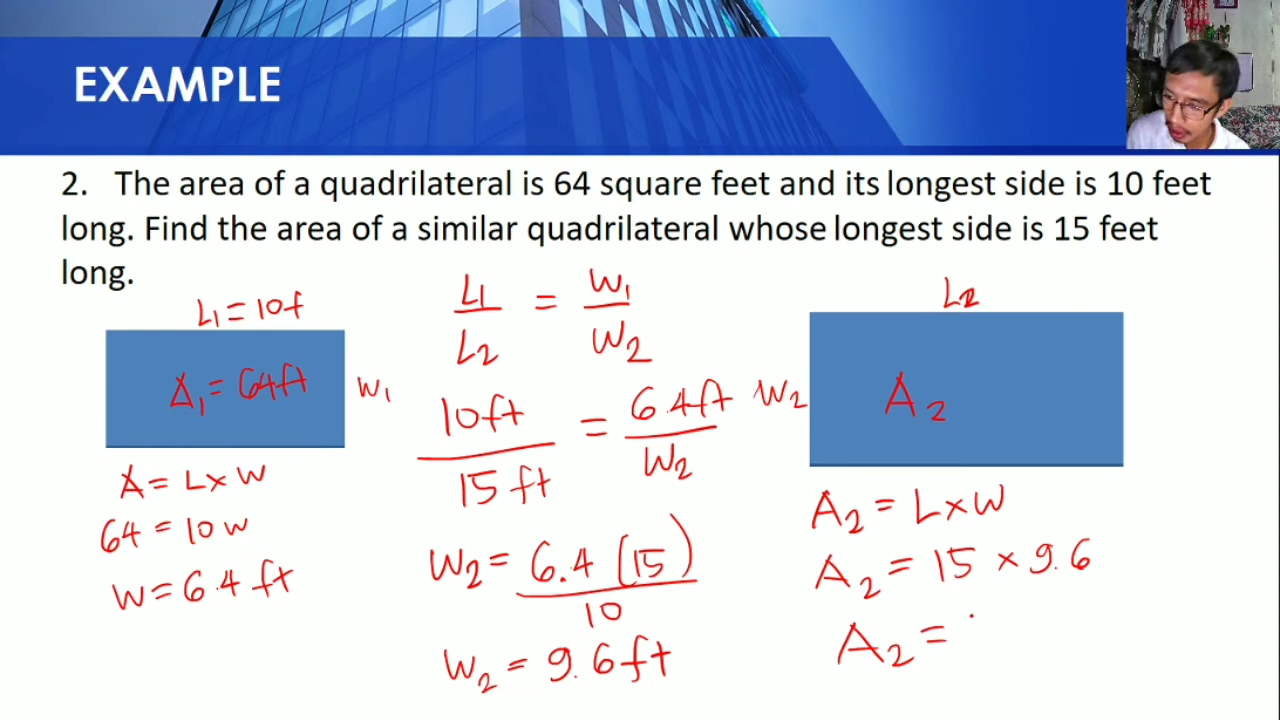 EXAMPLE
2. The area of a quadrilateral is 64 square feet and its longest side is 10 feet
long. Find the area of a similar quadrilateral whose longest side is 15 feet
long.
L₁ = 10f
A₁ = 64ft
W₁
A = L x W
64 = 10 W
W = 6.4 ft
L₁ = W₁
L₂ W₂
10ft = 6.4ft
15 ft W₂
W₂ = 6.4 (15)
10
W₂ = 9.6 ft
L₂
W₂
A₂
A₂ = L x W
A₂ = 15 x 9.6
A₂ =